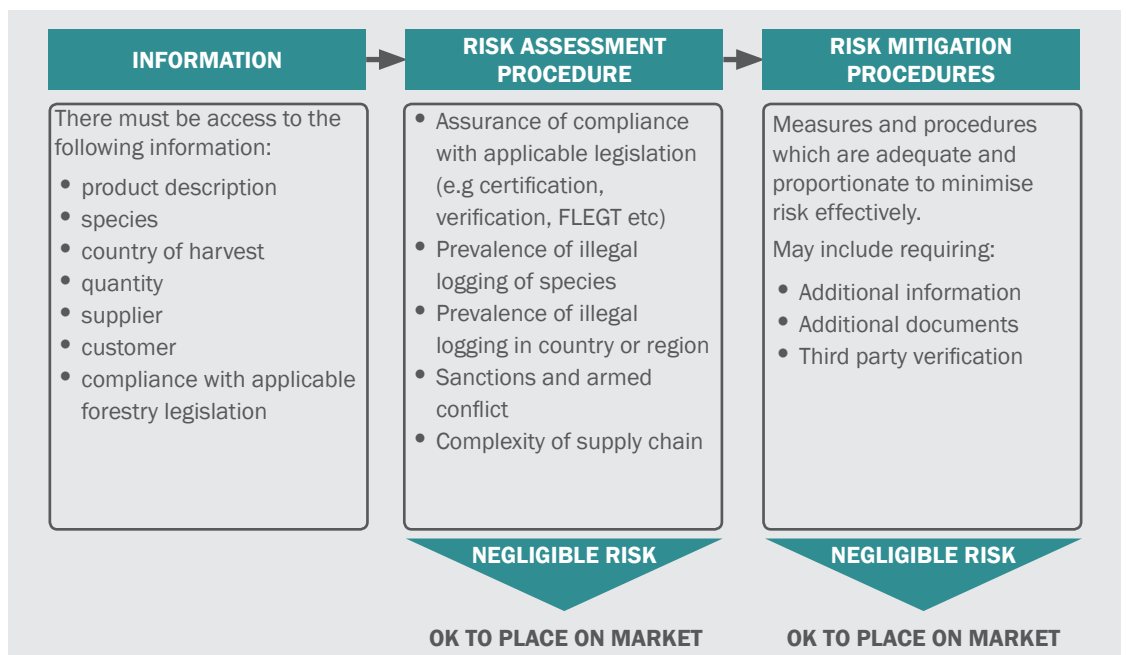 INFORMATION
There must be access to the
following information:
• product description
• species
• country of harvest
• quantity
• supplier
• customer
• compliance with applicable
forestry legislation
RISK ASSESSMENT
PROCEDURE
• Assurance of compliance
with applicable legislation
(e.g certification,
verification, FLEGT etc)
• Prevalence of illegal
logging of species
• Prevalence of illegal
logging in country or region
• Sanctions and armed
conflict
• Complexity of supply chain
NEGLIGIBLE RISK
OK TO PLACE ON MARKET
RISK MITIGATION
PROCEDURES
Measures and procedures
which are adequate and
proportionate to minimise
risk effectively.
May include requiring:
• Additional information
• Additional documents
• Third party verification
NEGLIGIBLE RISK
OK TO PLACE ON MARKET